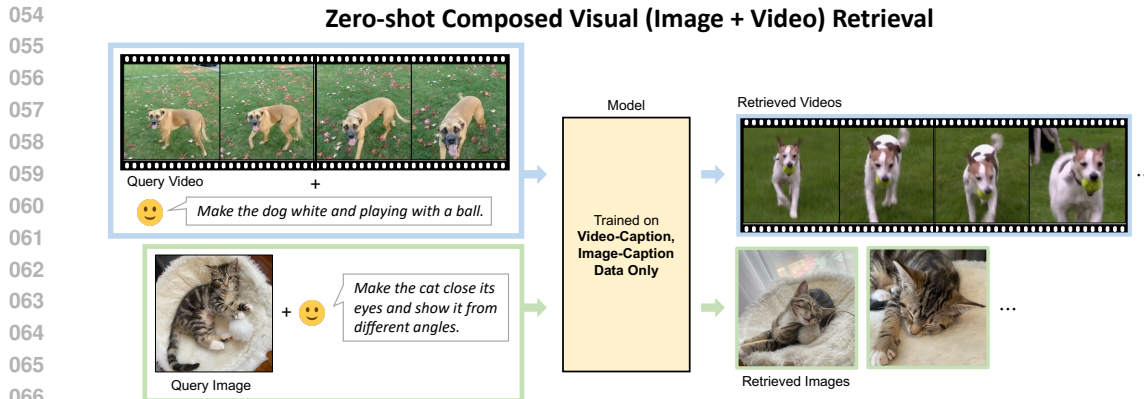 054
Zero-shot Composed Visual (Image + Video) Retrieval
055
056
057
Model
Retrieved Videos
058
059
Query Video
+
...
060
Make the dog white and playing with a ball.
Trained on
Video-Caption,
Image-Caption
Data Only
061
062
Make the cat close its
eyes and show it from
different angles.
063
+
...
064
065
Query Image
Retrieved Images
066